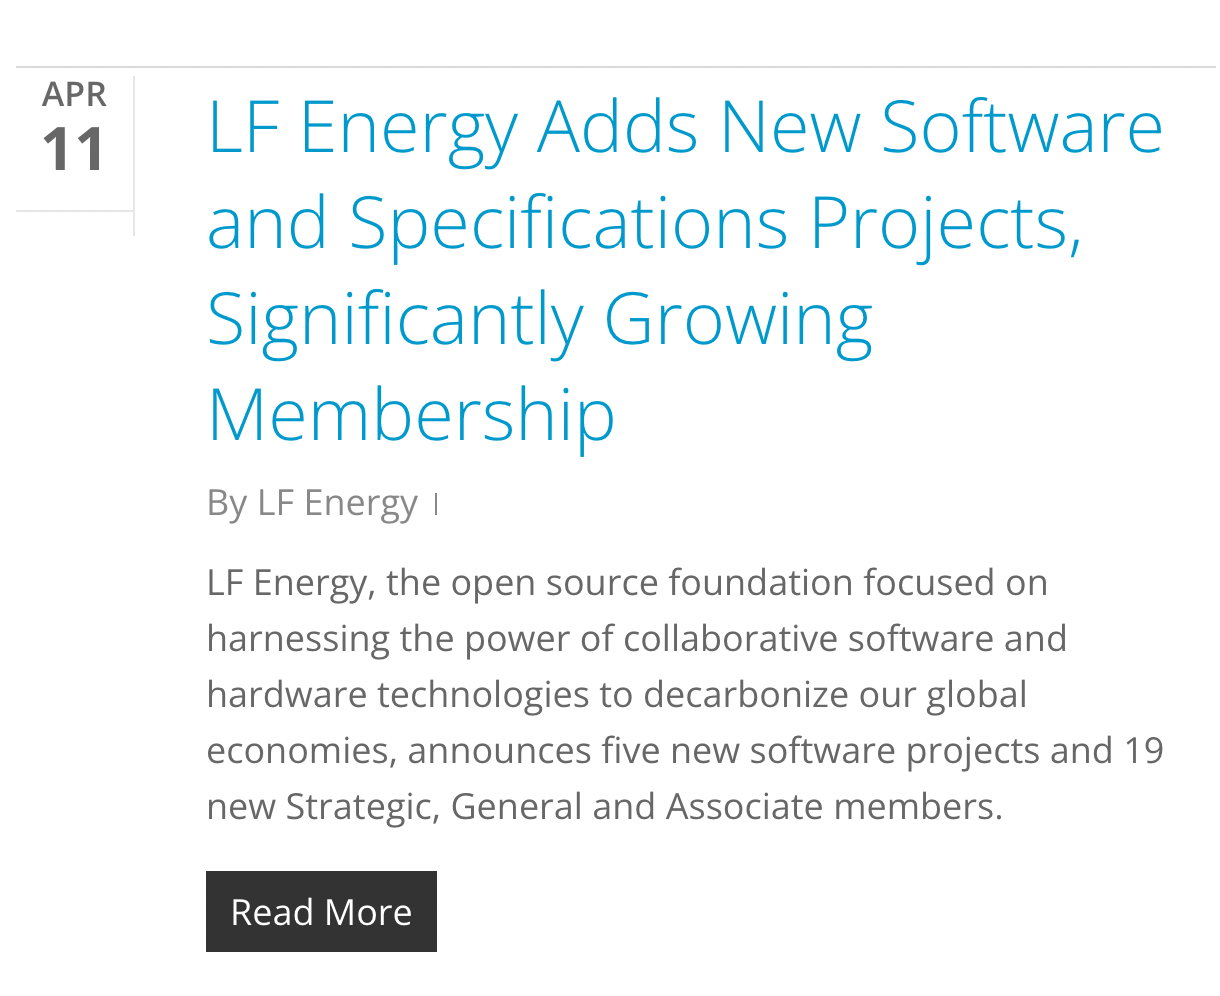 APR
11
LF Energy Adds New Software
and Specifications Projects,
Significantly Growing
Membership
By LF Energy |
LF Energy, the open source foundation focused on
harnessing the power of collaborative software and
hardware technologies to decarbonize our global
economies, announces five new software projects and 19
new Strategic, General and Associate members.
Read More